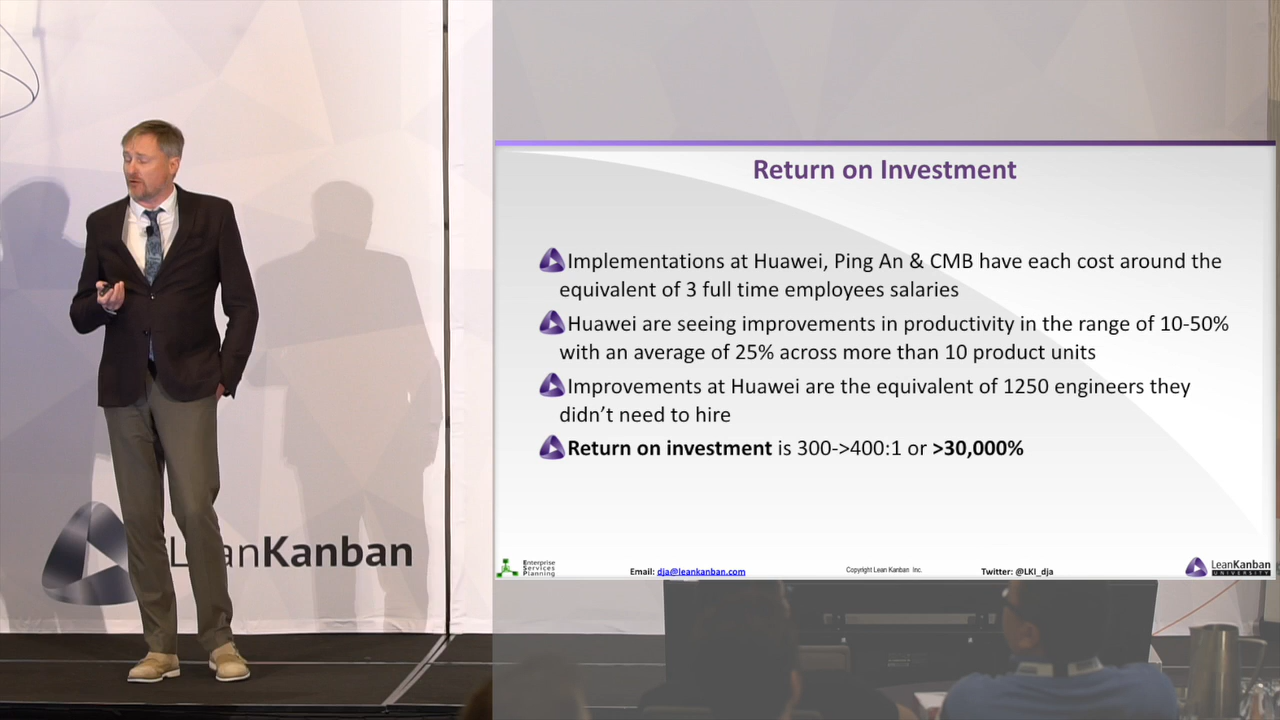 Return on Investment
Implementations at Huawei, Ping An & CMB have each cost around the
equivalent of 3 full time employees salaries
Huawei are seeing improvements in productivity in the range of 10-50%
with an average of 25% across more than 10 product units
Improvements at Huawei are the equivalent of 1250 engineers they
didn't need to hire
Return on investment is 300->400:1 or >30,000%
Enterprise
Services
Planning
Email: dja@leankanban.com
Copyright Lean Kanban Inc.
Twitter: @LKI_dja
LeanKanban
UNIVERSITY
LeanKanban